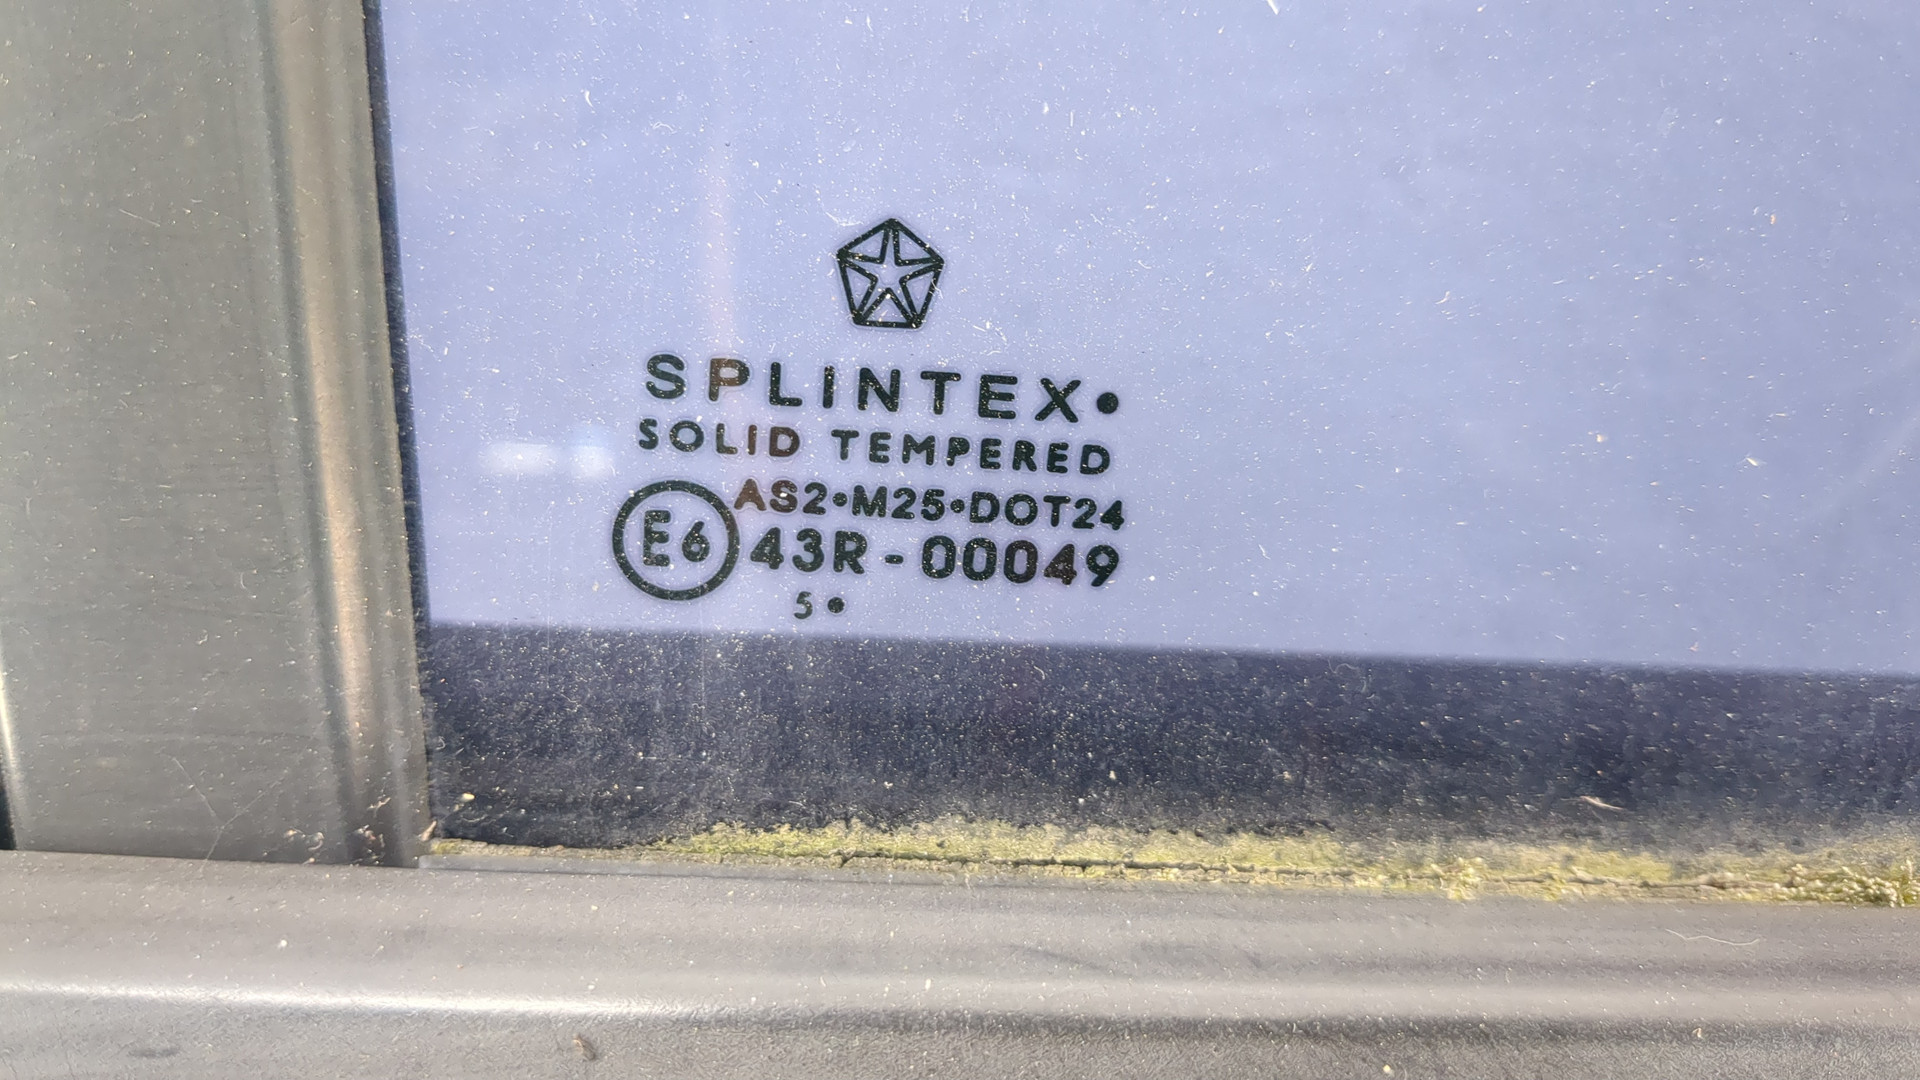 SPLINTEX•
SOLID TEMPERED
AS2•M25•DOT24
E6 43R-00049
5•